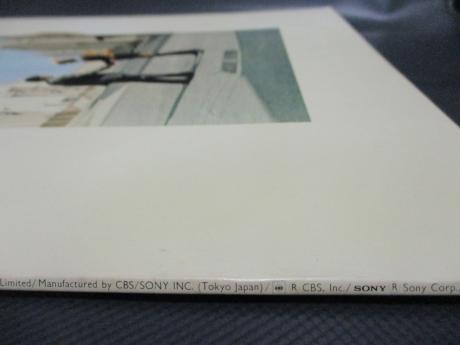 Limited/ Manufactured by CBS/SONY INC. (Tokyo Japan)/ R CBS, Inc./ SONY R Sony Corp.,